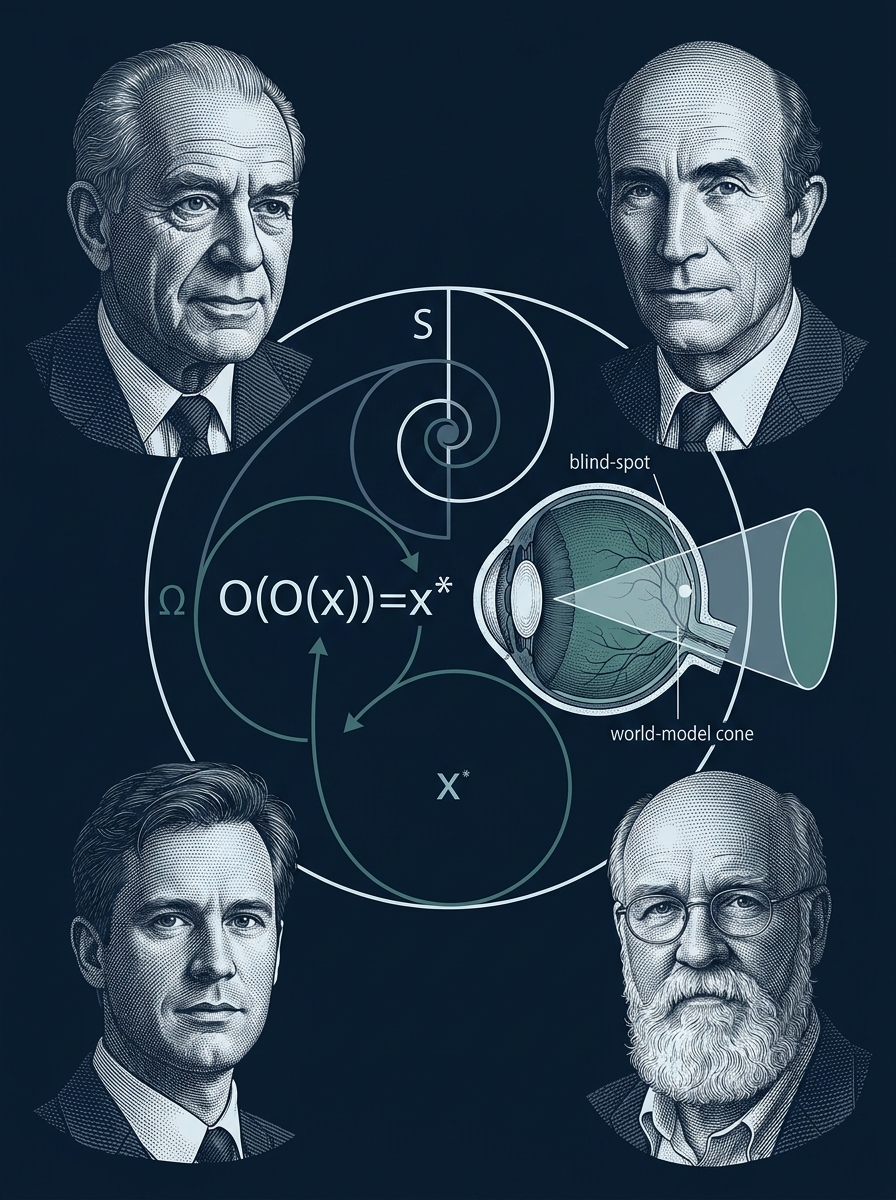 S
blind-spot
Ω
O(O(x))=x*
world-model cone
x*